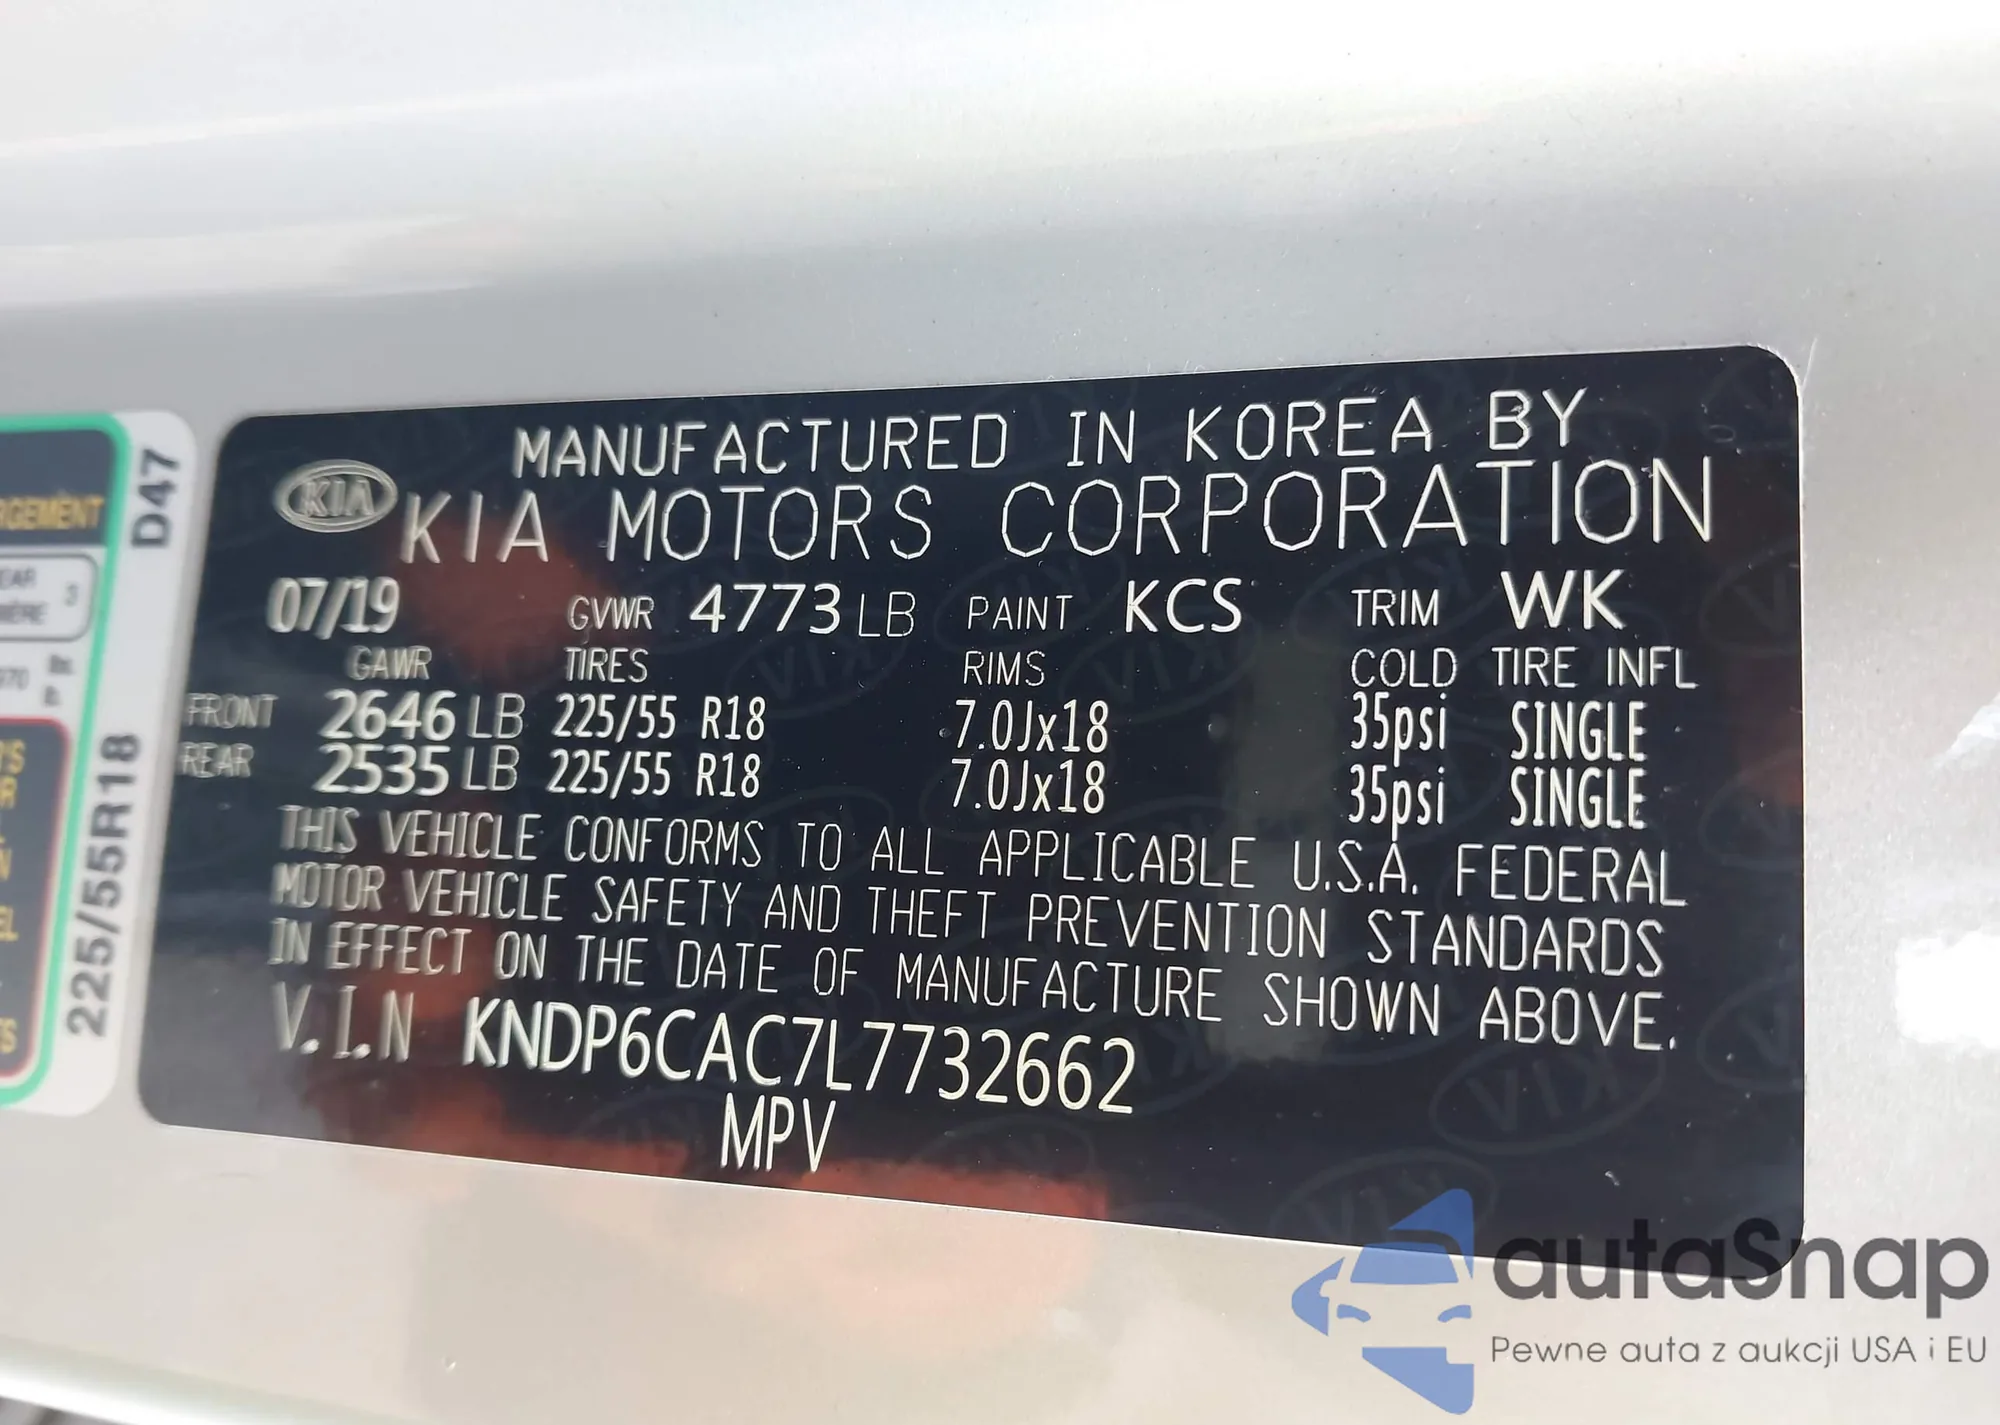 MANUFACTURED IN KOREA BY
KIA KIA MOTORS CORPORATION
07/19 GVWR 4773 LB PAINT KCS TRIM WK
GAWR TIRES RIMS COLD TIRE INFL
FRONT 2646 LB 225/55 R18 7.0Jx18 35psi SINGLE
REAR 2535 LB 225/55 R18 7.0Jx18 35psi SINGLE
THIS VEHICLE CONFORMS TO ALL APPLICABLE U.S.A. FEDERAL
MOTOR VEHICLE SAFETY AND THEFT PREVENTION STANDARDS
IN EFFECT ON THE DATE OF MANUFACTURE SHOWN ABOVE.
V.I.N KNDP6CAC7L7732662
MPV
D47
225/55R18
autaSnap
Pewne auta z aukcji USA i EU